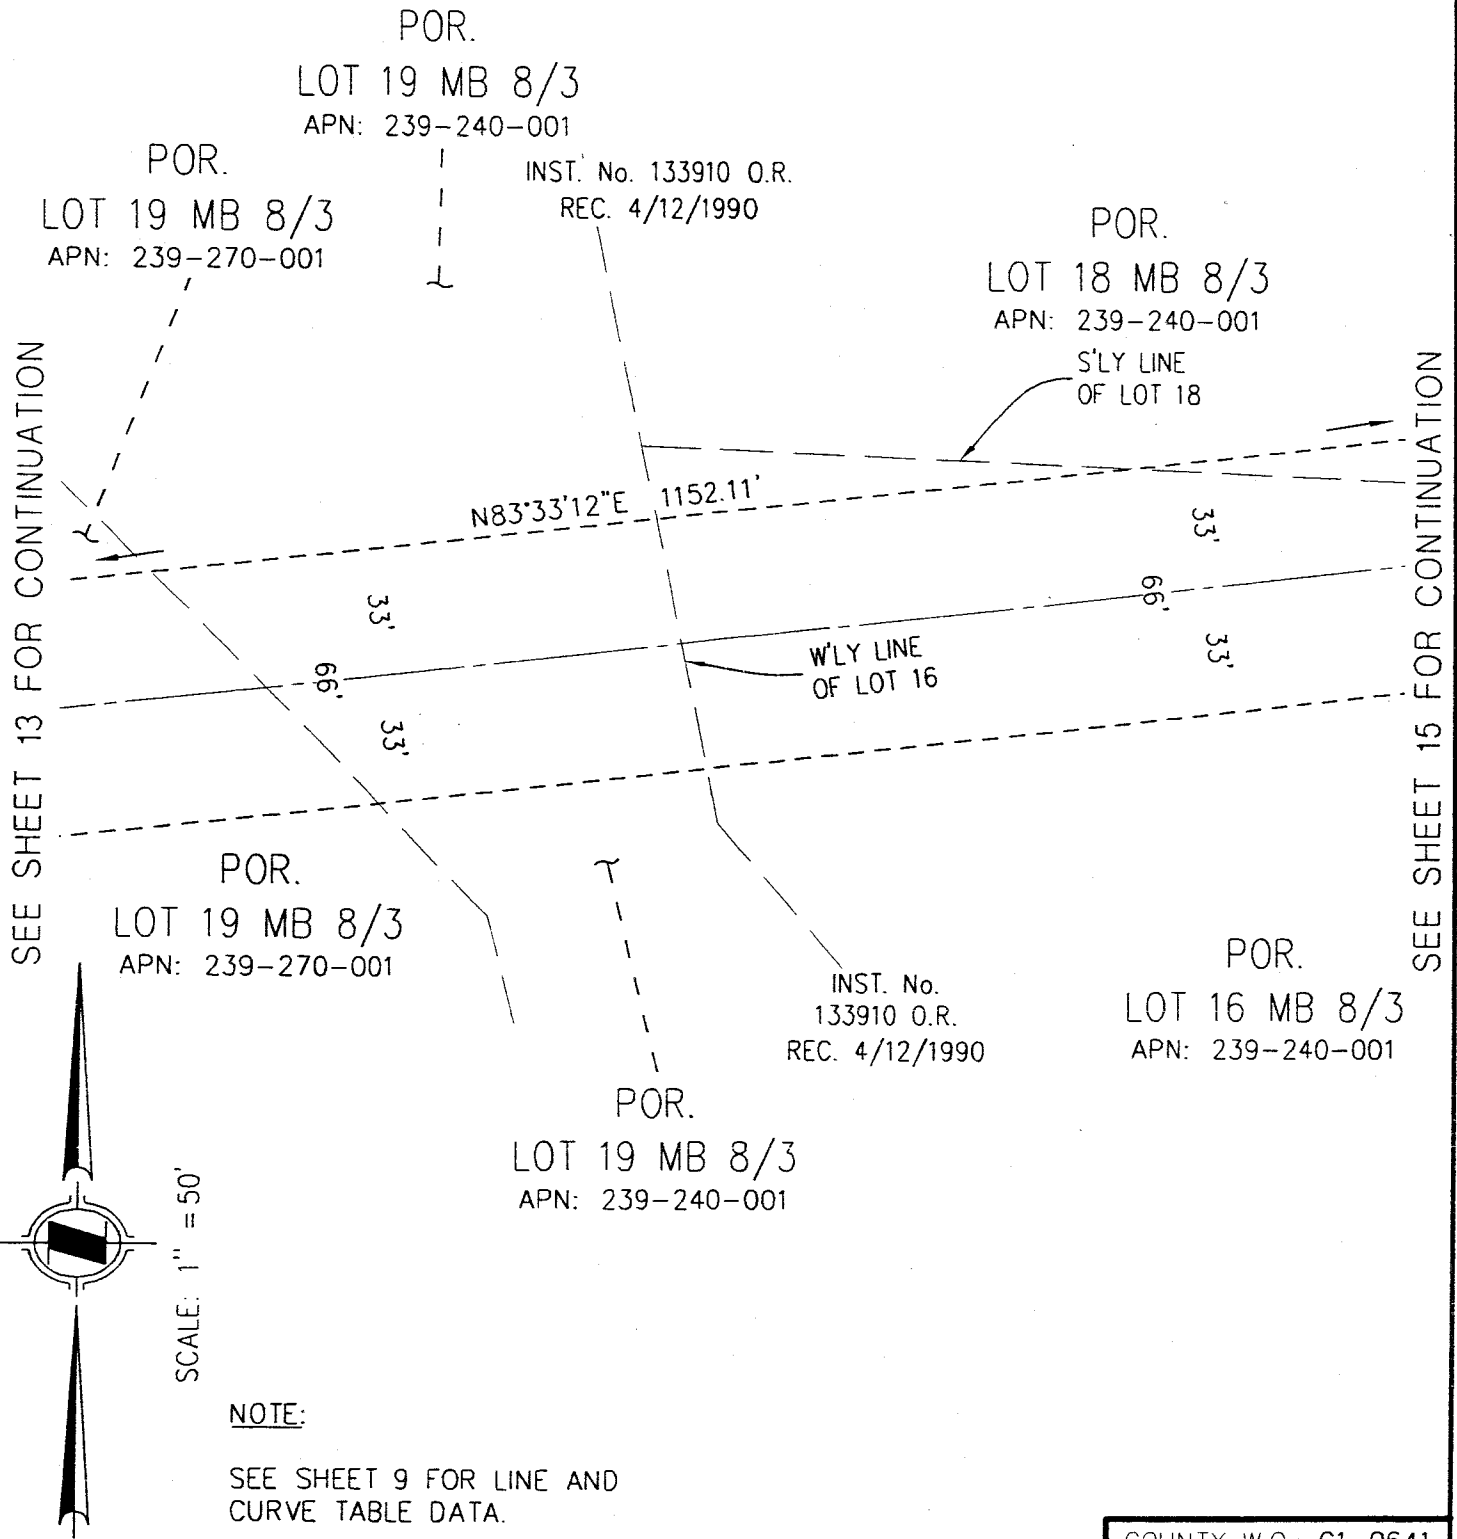 POR.
LOT 19 MB 8/3
APN: 239-240-001
POR.
LOT 19 MB 8/3
APN: 239-270-001
INST. No. 133910 O.R.
REC. 4/12/1990
POR.
LOT 18 MB 8/3
APN: 239-240-001
S'LY LINE
OF LOT 18
SEE SHEET 13 FOR CONTINUATION
SEE SHEET 15 FOR CONTINUATION
N83°33'12"E 1152.11'
33'
66'
33'
33'
66'
33'
W'LY LINE
OF LOT 16
POR.
LOT 19 MB 8/3
APN: 239-270-001
INST. No.
133910 O.R.
REC. 4/12/1990
POR.
LOT 16 MB 8/3
APN: 239-240-001
POR.
LOT 19 MB 8/3
APN: 239-240-001
N
SCALE: 1" = 50'
NOTE:
SEE SHEET 9 FOR LINE AND
CURVE TABLE DATA.
COUNTY W.O.